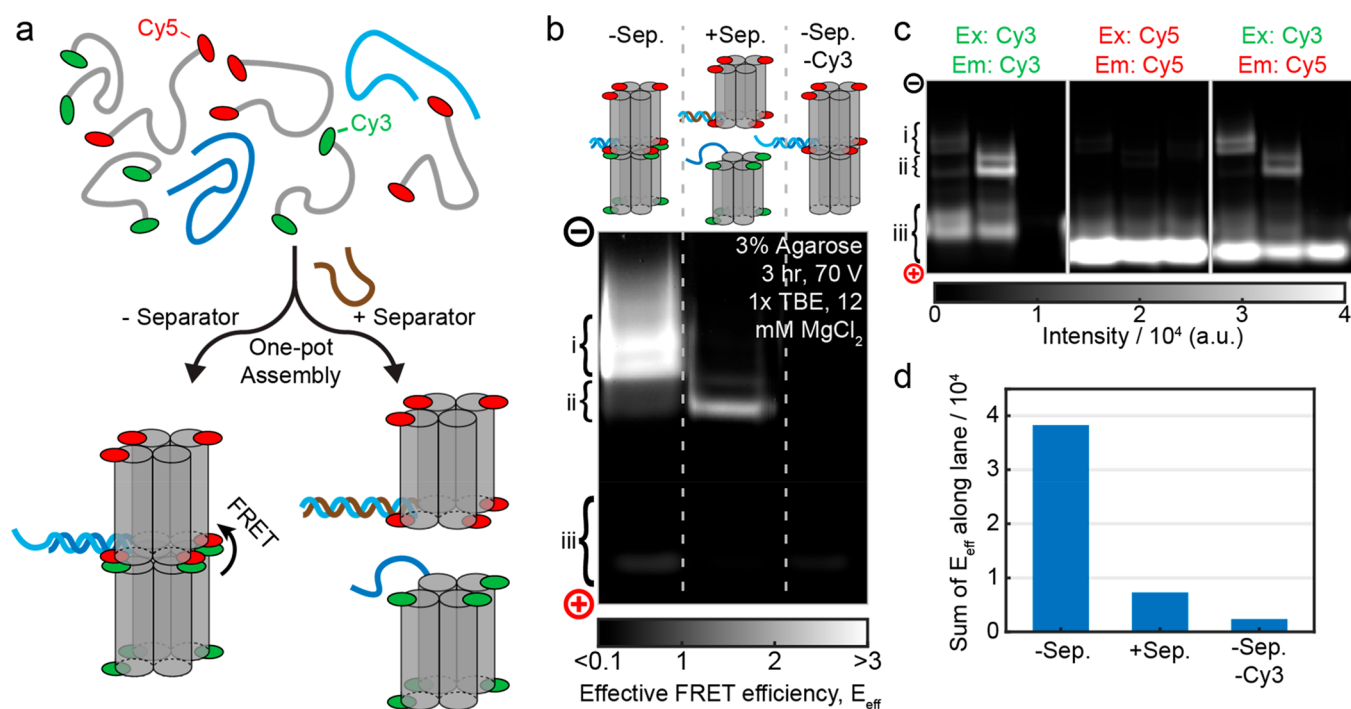 a
Cy5
Cy3
- Separator
+ Separator
One-pot
Assembly
FRET
b
-Sep.
+Sep.
-Sep.
-Cy3
3% Agarose
3 hr, 70 V
1x TBE, 12
mM MgCl₂
i
ii
iii
<0.1
1
2
>3
Effective FRET efficiency, E_eff
c
Ex: Cy3
Em: Cy3
Ex: Cy5
Em: Cy5
Ex: Cy3
Em: Cy5
i
ii
iii
0
1
2
3
4
Intensity / 10⁴ (a.u.)
d
Sum of E_eff along lane / 10⁴
4
3
2
1
0
-Sep.
+Sep.
-Sep.
-Cy3